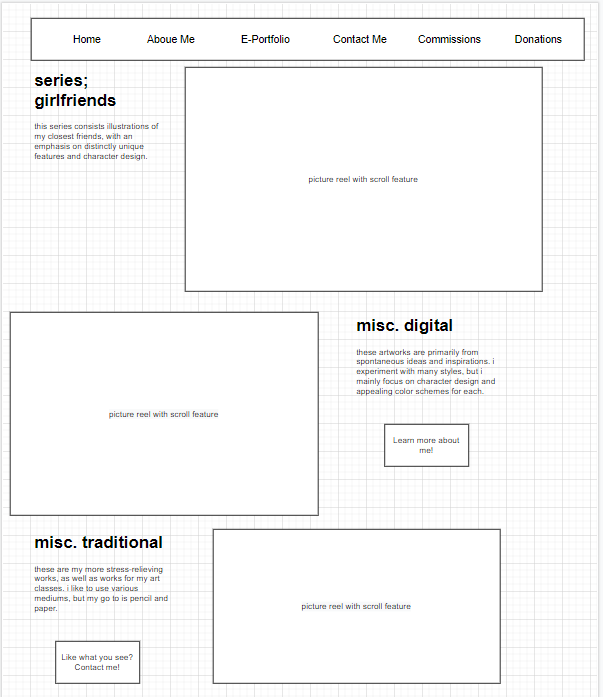 Home Aboue Me E-Portfolio Contact Me Commissions Donations
series;
girlfriends
this series consists illustrations of
my closest friends, with an
emphasis on distinctly unique
features and character design.
picture reel with scroll feature
misc. digital
these artworks are primarily from
spontaneous ideas and inspirations. i
experiment with many styles, but i
mainly focus on character design and
appealing color schemes for each.
picture reel with scroll feature
Learn more about
me!
misc. traditional
these are my more stress-relieving
works, as well as works for my art
classes. i like to use various
mediums, but my go to is pencil and
paper.
picture reel with scroll feature
Like what you see?
Contact me!